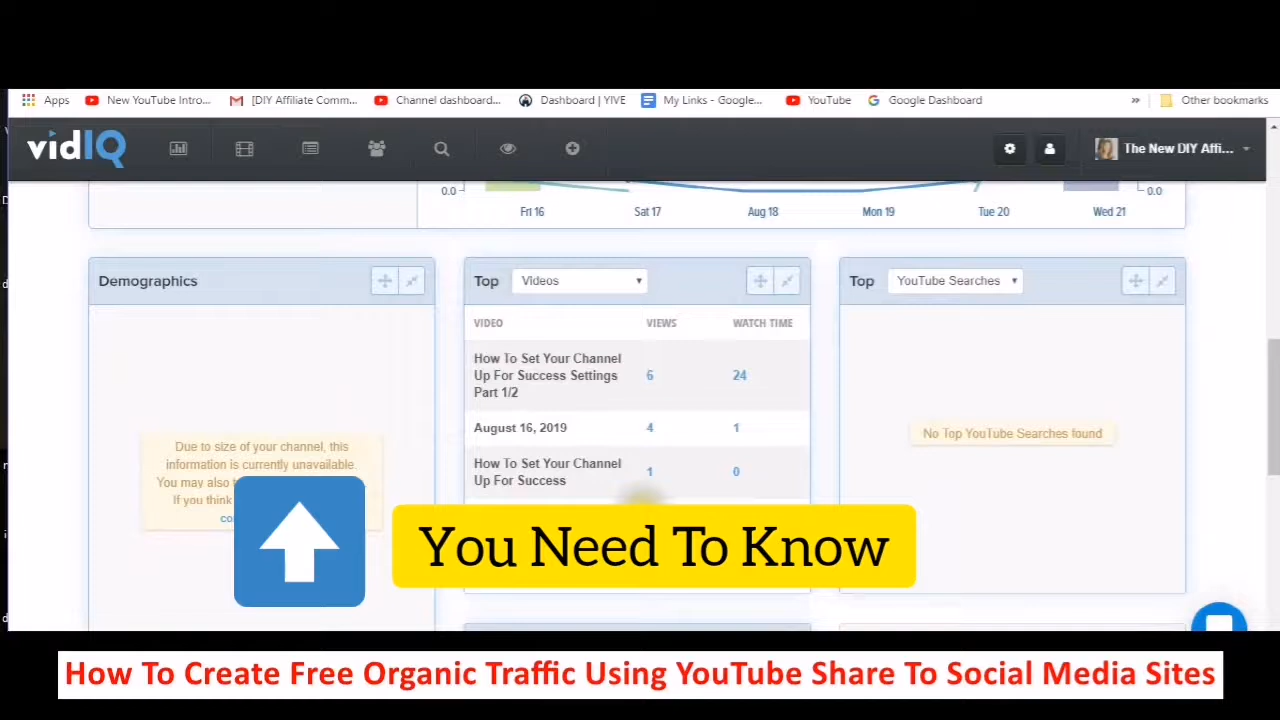 Apps New YouTube Intro... [DIY Affiliate Comm... Channel dashboard... Dashboard | YIVE My Links - Google... YouTube Google Dashboard » Other bookmarks
vidIQ The New DIY Affi...
0.0 0.0
Fri 16 Sat 17 Aug 18 Mon 19 Tue 20 Wed 21
Demographics
Due to size of your channel, this
information is currently unavailable.
You may also
If you think
Top Videos
VIDEO VIEWS WATCH TIME
How To Set Your Channel
Up For Success Settings 6 24
Part 1/2
August 16, 2019 4 1
How To Set Your Channel
Up For Success 1 0
Top YouTube Searches
No Top YouTube Searches found
You Need To Know
How To Create Free Organic Traffic Using YouTube Share To Social Media Sites